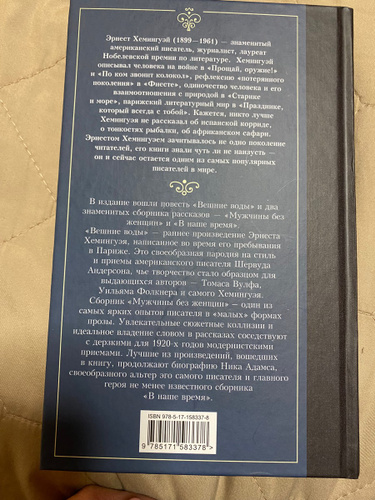 Эрнест Хемингуэй (1899–1961) – знаменитый
американский писатель, журналист, лауреат
Нобелевской премии по литературе. Хемингуэй
описывал человека на войне в «Прощай, оружие!»
и «По ком звонит колокол», рефлексию «потерянного
поколения» в «Фиесте», одиночество человека и его
взаимоотношения с природой в «Старике
и море», парижский литературный мир в «Празднике,
который всегда с тобой». Кажется, никто лучше
Хемингуэя не рассказал об испанской корриде,
о тонкостях рыбалки, об африканском сафари.
Эрнестом Хемингуэем зачитывалось не одно поколение
читателей, его книги знали чуть ли не наизусть —
он и сейчас остается одним из самых популярных
писателей в мире.
В издание вошли повесть «Вешние воды» и два
знаменитых сборника рассказов – «Мужчины без
женщин» и «В наше время».
«Вешние воды» – раннее произведение Эрнеста
Хемингуэя, написанное во время его пребывания
в Париже. Это своеобразная пародия на стиль
и приемы американского писателя Шервуда
Андерсона, чье творчество стало образцом для
выдающихся авторов – Томаса Вулфа,
Уильяма Фолкнера и самого Хемингуэя.
Сборник «Мужчины без женщин» – один из
самых ярких опытов писателя в «малых» формах
прозы. Увлекательные сюжетные коллизии и
идеальное владение словом в рассказах соседствуют
с дерзкими для 1920-х годов модернистскими
приемами. Лучшие из произведений, вошедших
в книгу, продолжают биографию Ника Адамса,
своеобразного альтер эго самого писателя и главного
героя не менее известного сборника
«В наше время».
ISBN 978-5-17-158337-8
9 785171 583378 >